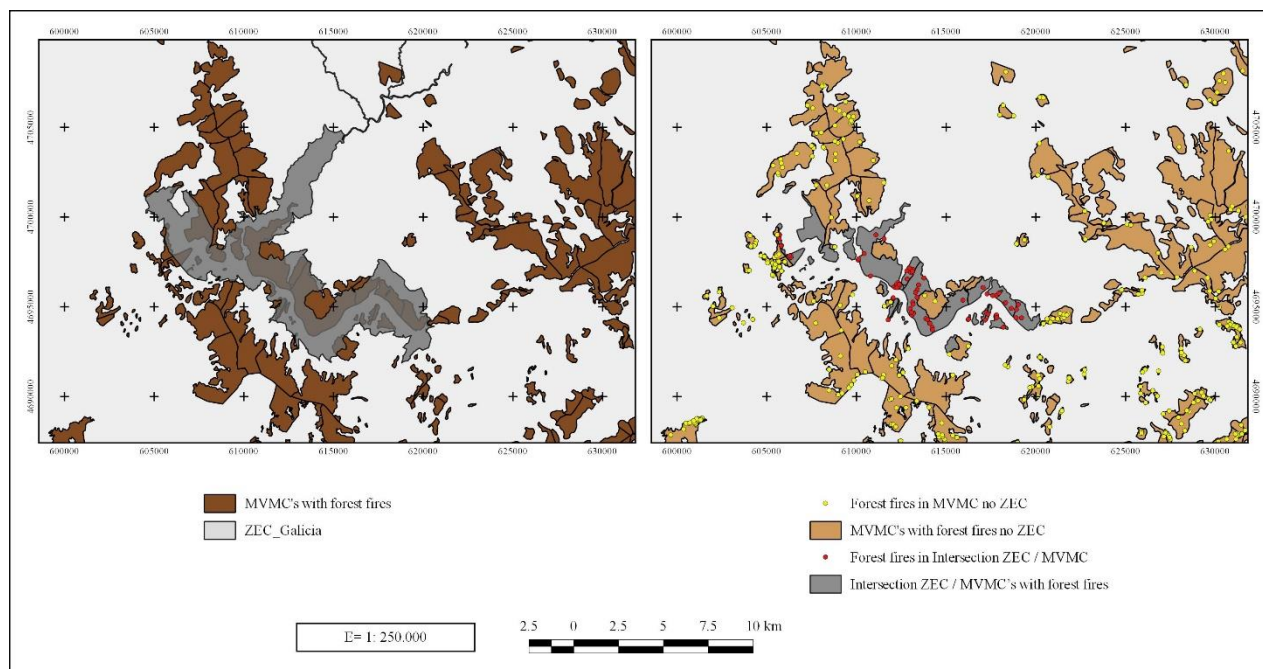 600000 605000 610000 615000 620000 625000 630000
600000 605000 610000 615000 620000 625000 630000
4705000
4700000
4695000
4690000
4705000
4700000
4695000
4690000
600000 605000 610000 615000 620000 625000 630000
600000 605000 610000 615000 620000 625000 630000
MVMC's with forest fires
ZEC_Galicia
Forest fires in MVMC no ZEC
MVMC's with forest fires no ZEC
Forest fires in Intersection ZEC / MVMC
Intersection ZEC / MVMC's with forest fires
E= 1: 250.000
2.5 0 2.5 5 7.5 10 km